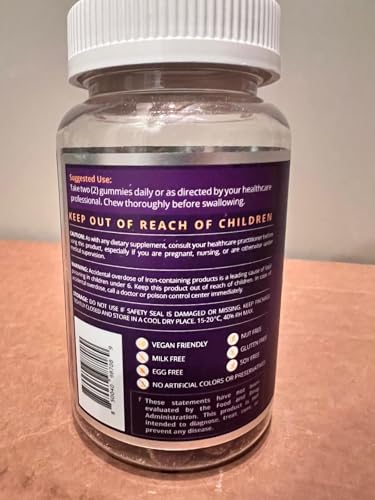 Suggested Use:
Take two (2) gummies daily or as directed by your healthcare
professional. Chew thoroughly before swallowing.
KEEP OUT OF REACH OF CHILDREN
CAUTION: As with any dietary supplement, consult your healthcare practitioner before
using this product, especially if you are pregnant, nursing, or are otherwise under
medical supervision.
WARNING: Accidental overdose of iron-containing products is a leading cause of fatal
poisoning in children under 6. Keep this product out of reach of children. In case of
accidental overdose, call a doctor or poison control center immediately.
STORAGE: DO NOT USE IF SAFETY SEAL IS DAMAGED OR MISSING. KEEP PACKAGE
TIGHTLY CLOSED AND STORE IN A COOL DRY PLACE. 15-20°C, 40% RH MAX
VEGAN FRIENDLY
NUT FREE
MILK FREE
GLUTEN FREE
EGG FREE
SOY FREE
NO ARTIFICIAL COLORS OR PRESERVATIVES
These statements have not been
evaluated by the Food and Drug
Administration. This product is not
intended to diagnose, treat, cure, or
prevent any disease.